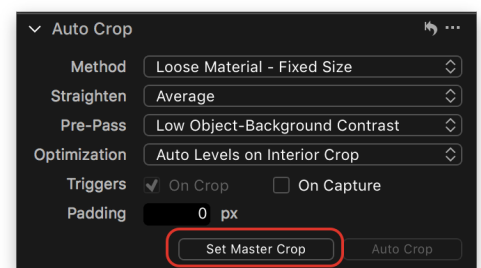 Auto Crop
Method Loose Material - Fixed Size
Straighten Average
Pre-Pass Low Object-Background Contrast
Optimization Auto Levels on Interior Crop
Triggers On Crop On Capture
Padding 0 px
Set Master Crop Auto Crop